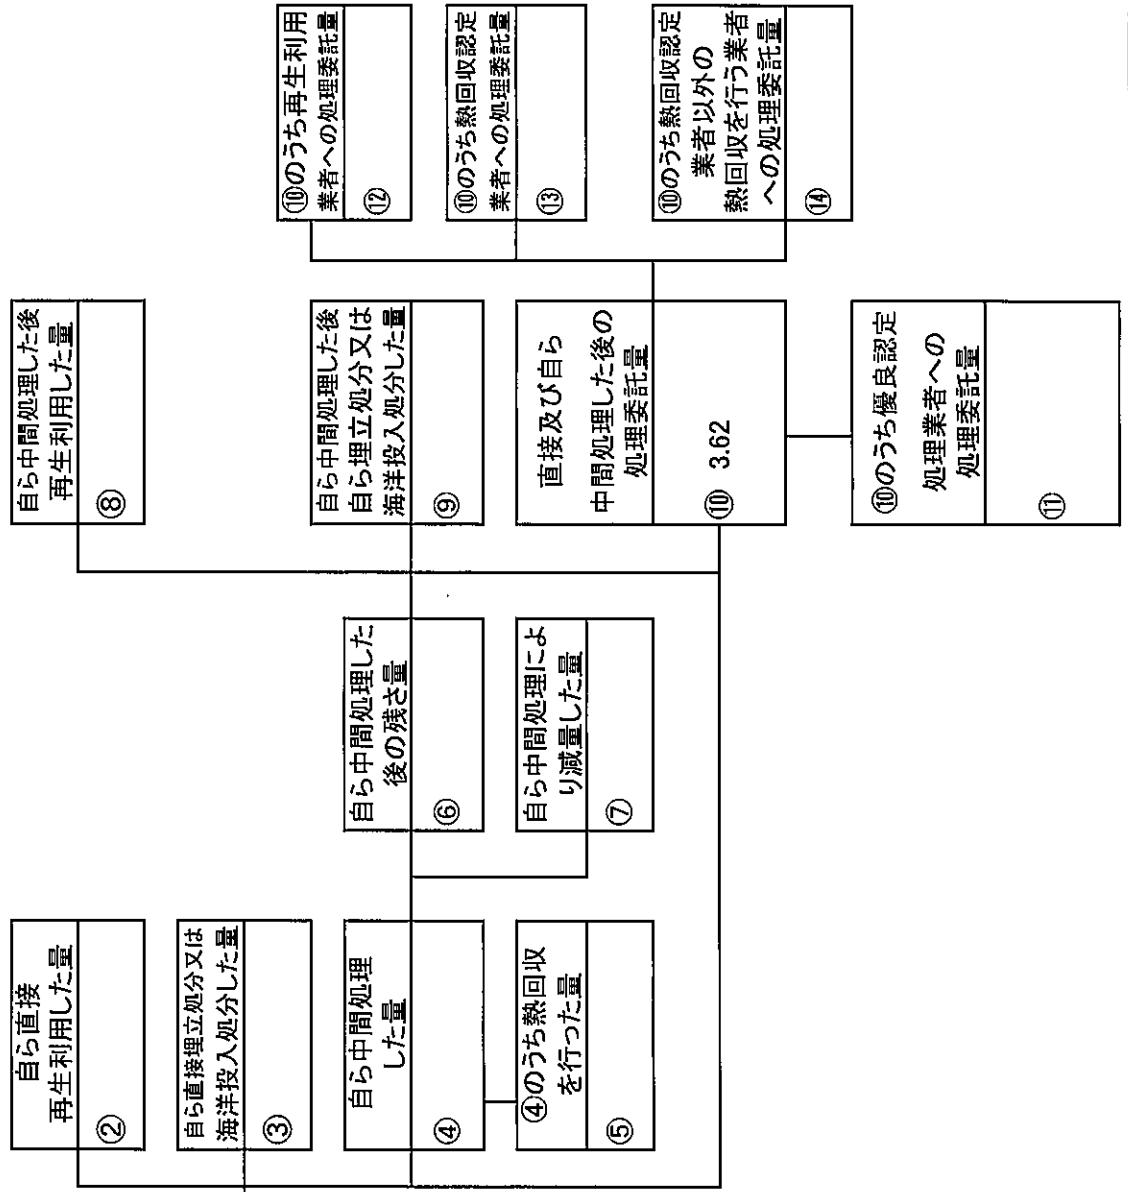 自ら直接
再生利用した量
②
自ら直接埋立処分又は
海洋投入処分した量
③
自ら中間処理
した量
④
④のうち熱回収
を行った量
⑤
自ら中間処理した
後の残さ量
⑥
自ら中間処理によ
り減量した量
⑦
自ら中間処理した後
再生利用した量
⑧
自ら中間処理した後
自ら埋立処分又は
海洋投入処分した量
⑨
直接及び自ら
中間処理した後の
処理委託量
⑩ 3.62
⑩のうち優良認定
処理業者への
処理委託量
⑪
⑩のうち再生利用
業者への処理委託量
⑫
⑩のうち熱回収認定
業者への処理委託量
⑬
⑩のうち熱回収認定
業者以外の
熱回収を行う業者
への処理委託量
⑭